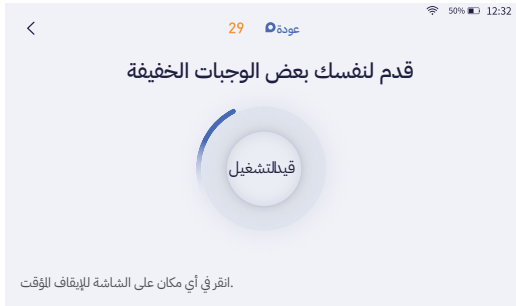 50% 12:32
عودة 29
قدم لنفسك بعض الوجبات الخفيفة
قيدالتشغيل
انقر في أي مكان على الشاشة للإيقاف المؤقت.